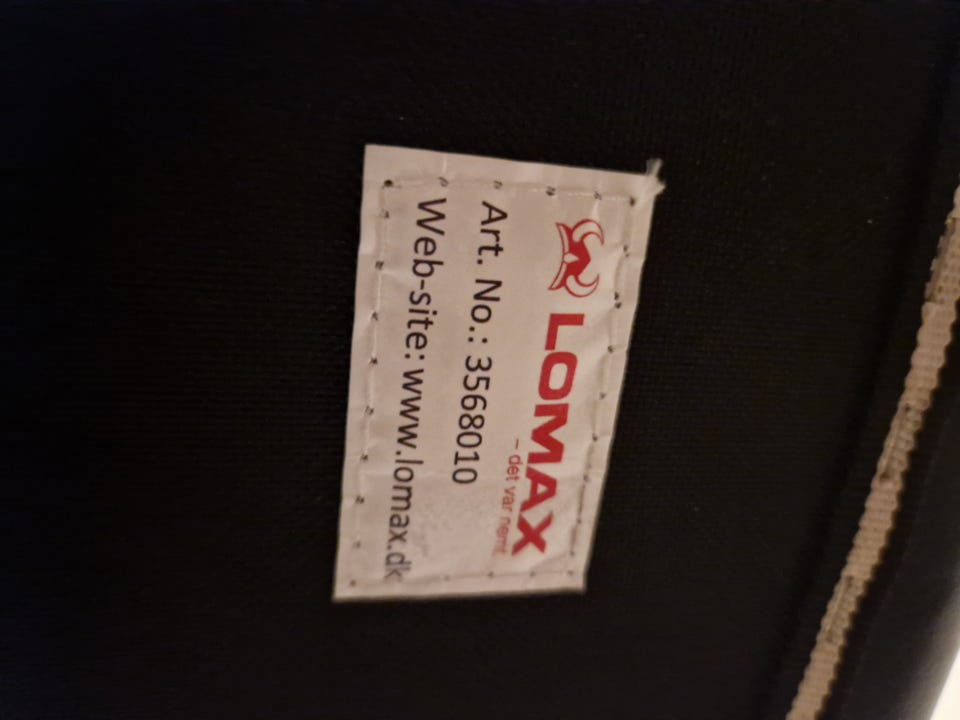 LOMAX
– det var nemt
Art. No.: 3568010
Web-site: www.lomax.dk